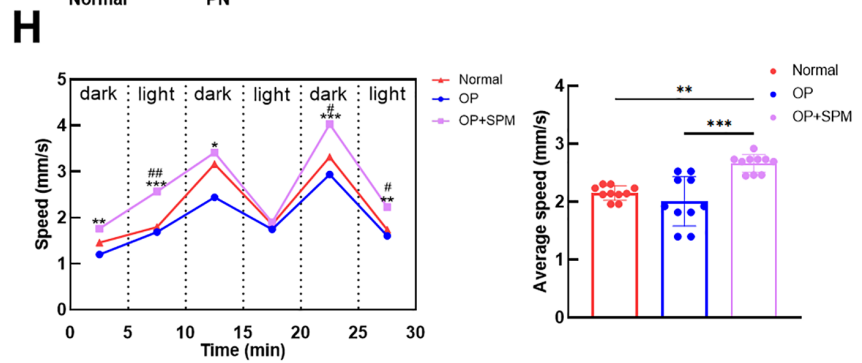 Normal PN
H
5
4
3
2
1
0
Speed (mm/s)
dark light dark light dark light
**
##
***
*
#
***
#
**
0 5 10 15 20 25 30
Time (min)
Normal
OP
OP+SPM
4
3
2
1
0
Average speed (mm/s)
**
***
Normal
OP
OP+SPM